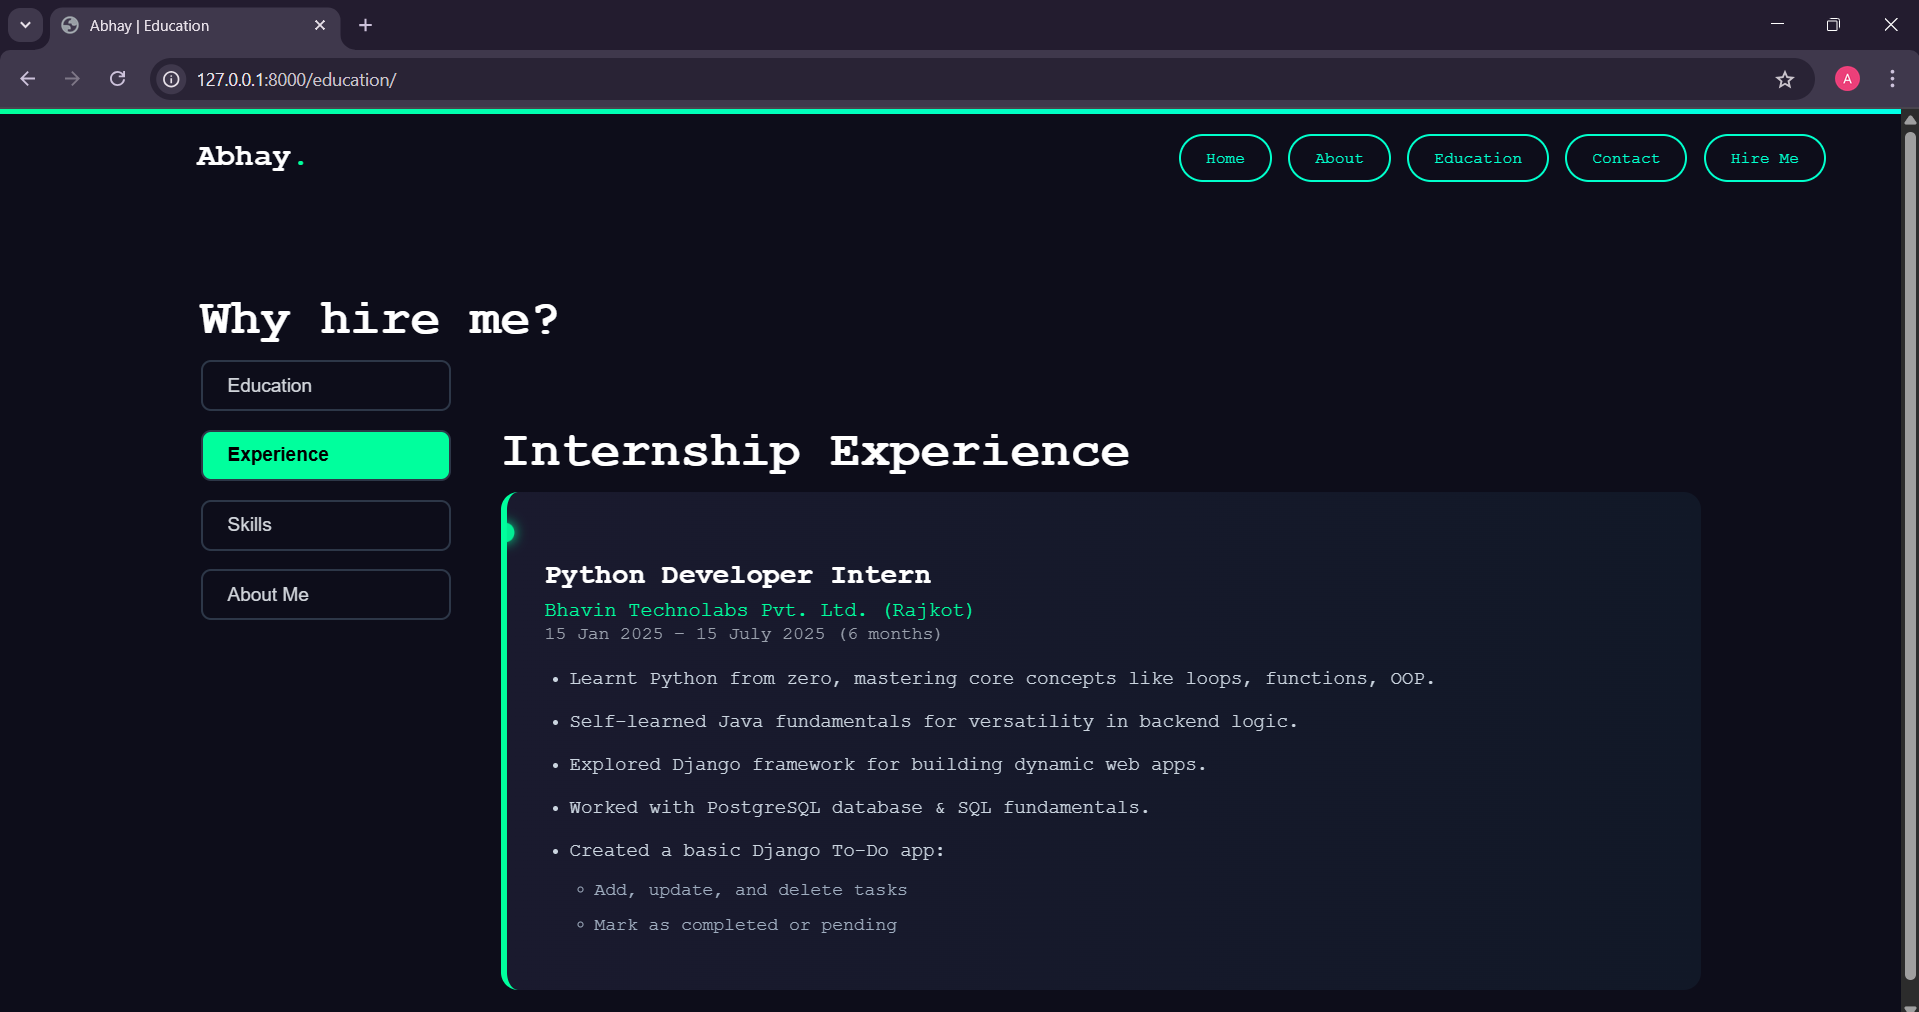 Abhay | Education
127.0.0.1:8000/education/
A
Abhay.
Home
About
Education
Contact
Hire Me
Why hire me?
Education
Experience
Skills
About Me
Internship Experience
Python Developer Intern
Bhavin Technolabs Pvt. Ltd. (Rajkot)
15 Jan 2025 – 15 July 2025 (6 months)
• Learnt Python from zero, mastering core concepts like loops, functions, OOP.
• Self-learned Java fundamentals for versatility in backend logic.
• Explored Django framework for building dynamic web apps.
• Worked with PostgreSQL database & SQL fundamentals.
• Created a basic Django To-Do app:
◦ Add, update, and delete tasks
◦ Mark as completed or pending